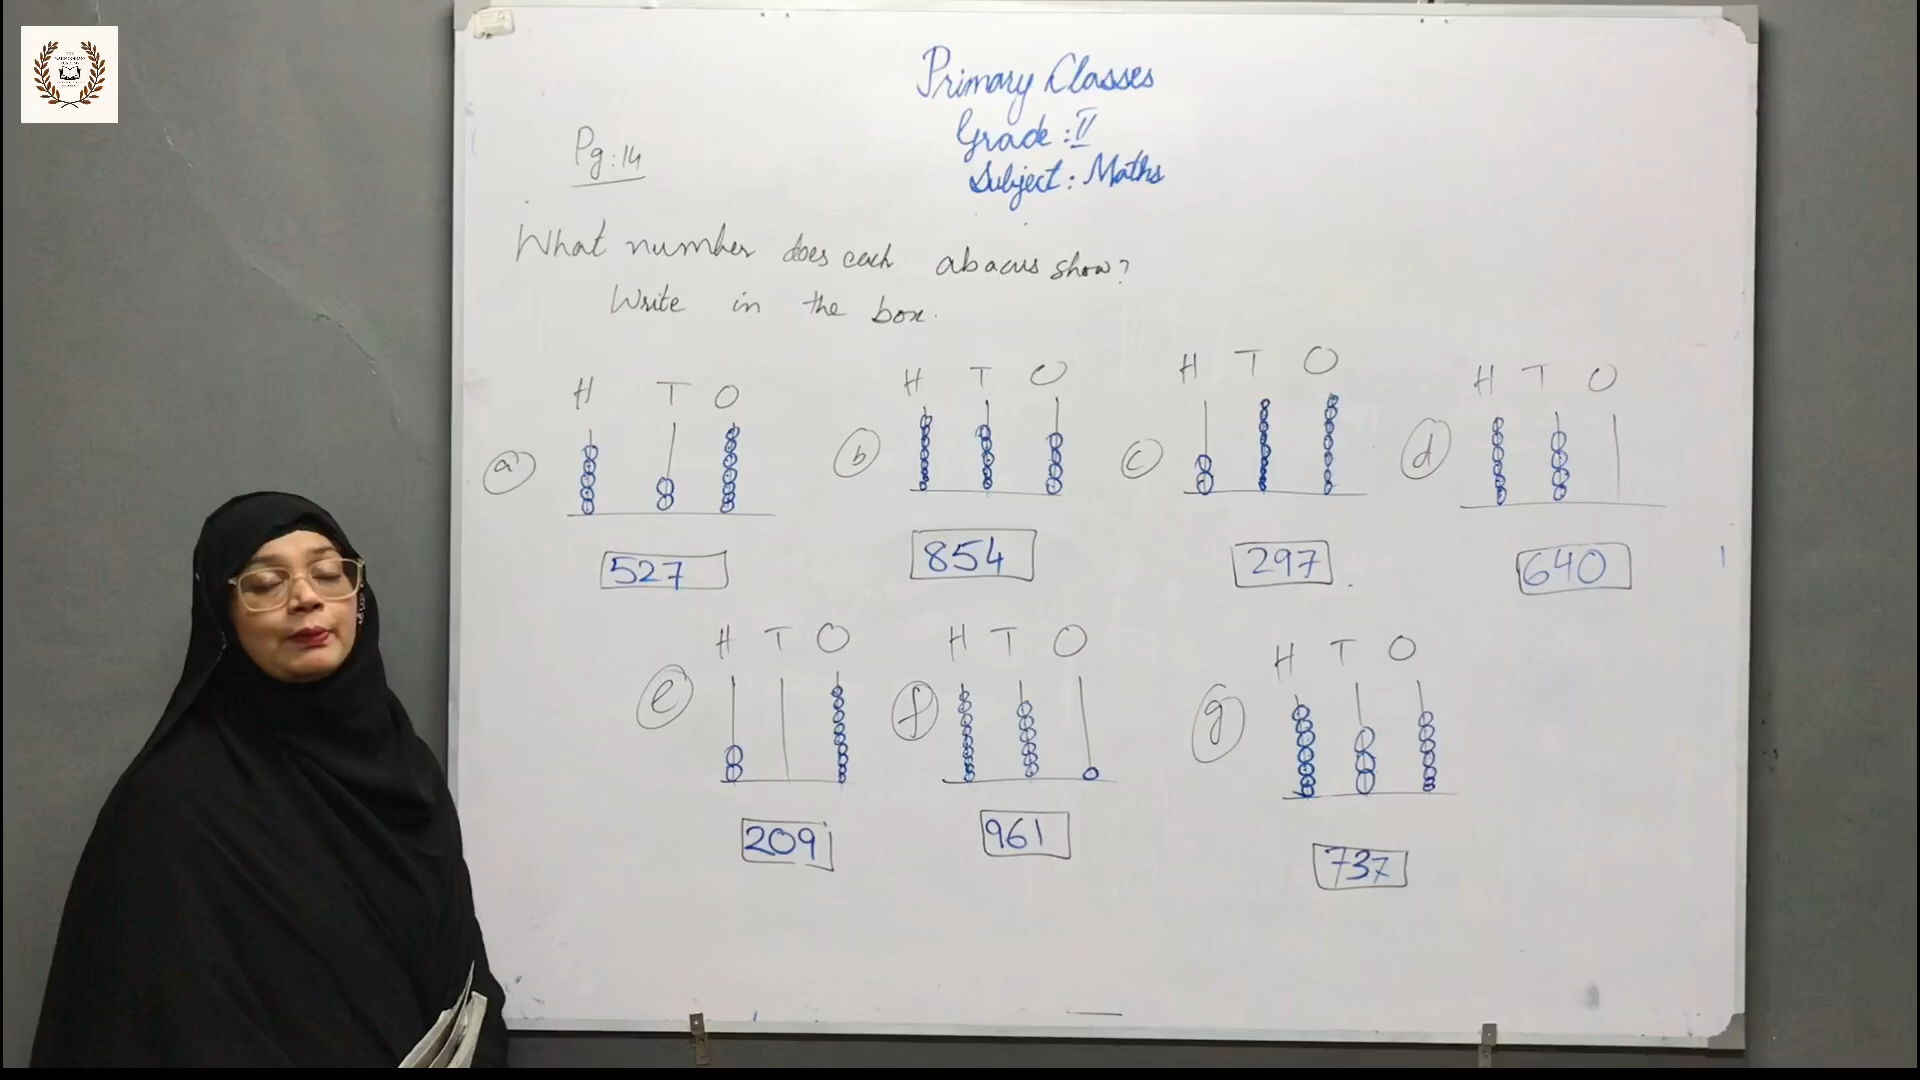 Primary Classes
Grade : II
Subject : Maths
Pg : 14
What number does each abacus show?
Write in the box.
a H T O
b H T O
c H T O
d H T O
527
854
297
640
e H T O
f H T O
g H T O
209
961
737